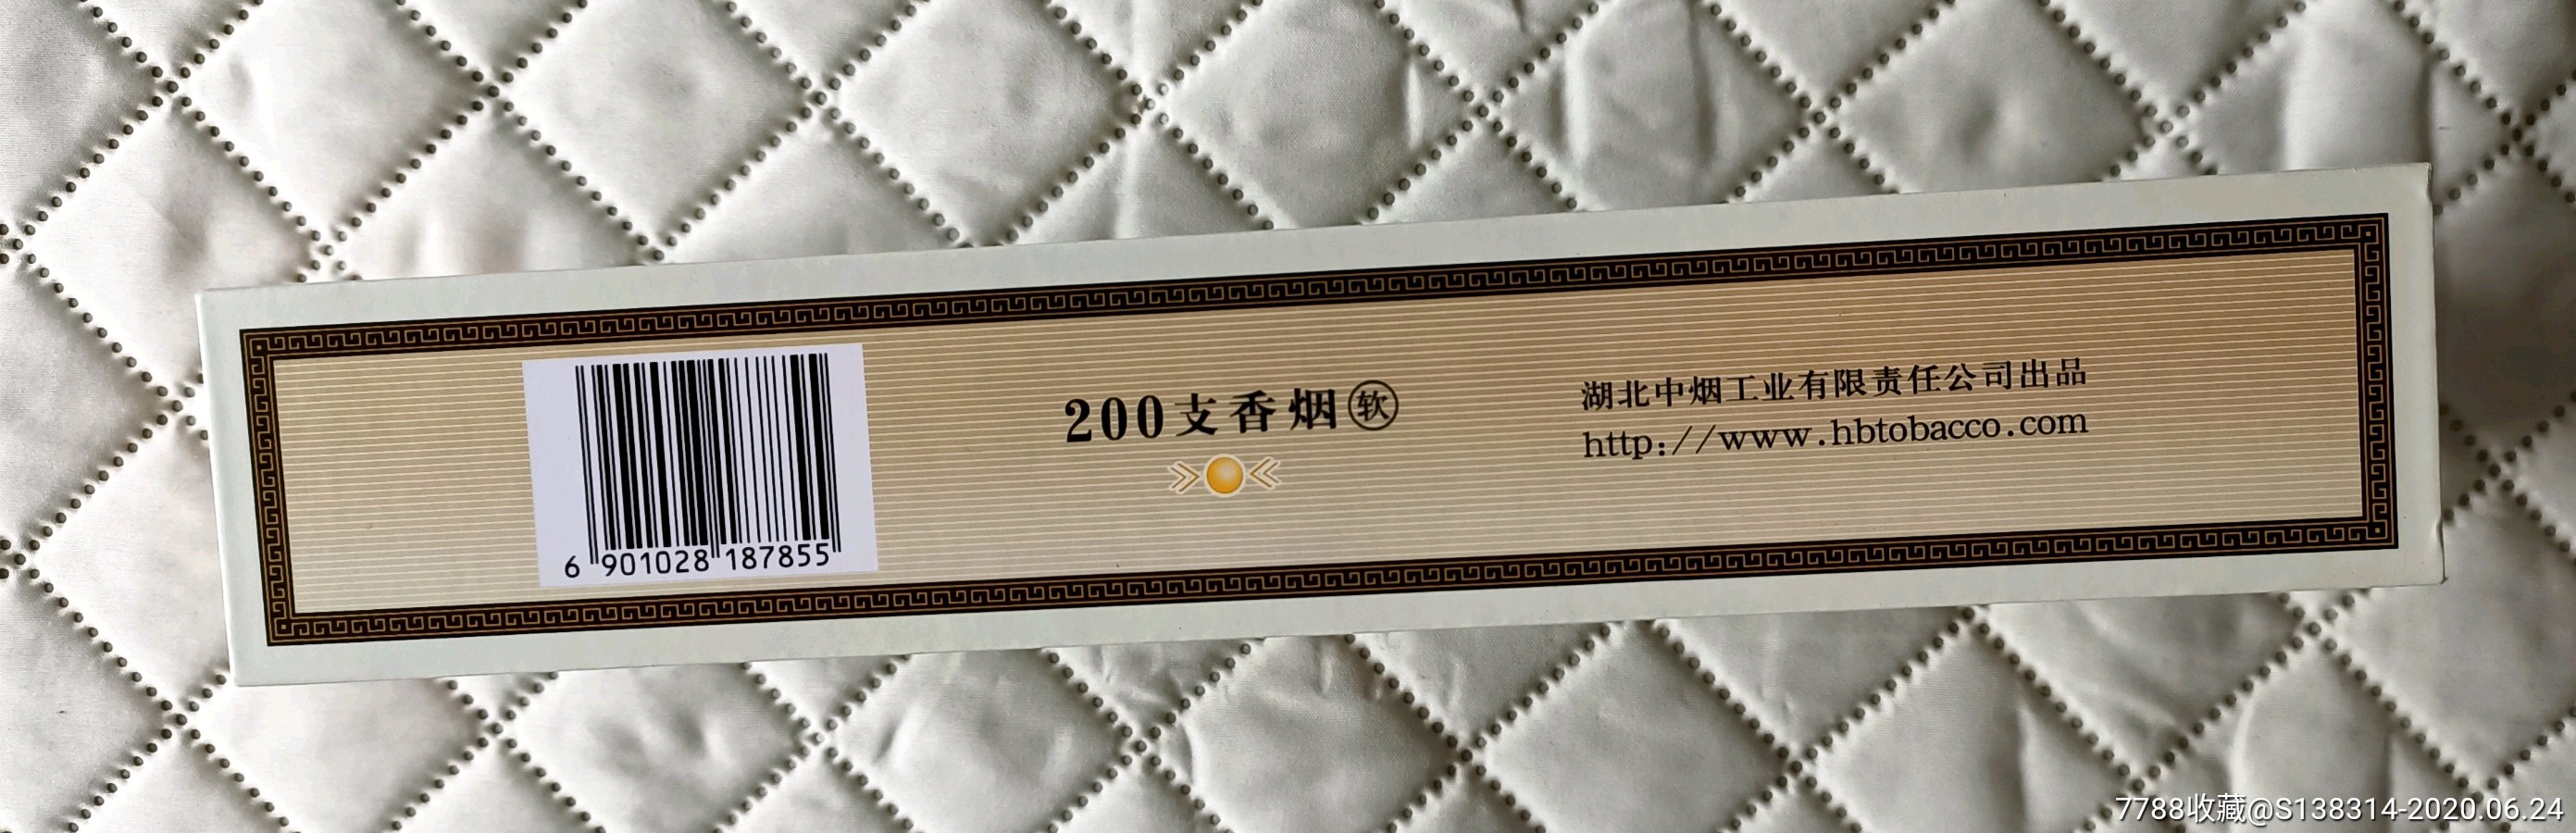 6 901028 187855
200支香烟 软
湖北中烟工业有限责任公司出品
http://www.hbtobacco.com
7788收藏@S138314-2020.06.24